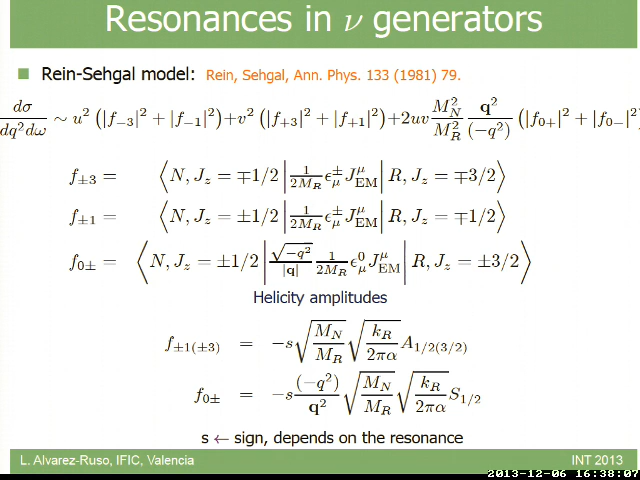 Resonances in ν generators
Rein-Sehgal model: Rein, Sehgal, Ann. Phys. 133 (1981) 79.
dσ/dq²dω ∼ u² (|f₋₃|² + |f₋₁|²) + v² (|f₊₃|² + |f₊₁|²) + 2uv M_N²/M_R² **q**²/(−q²) (|f₀₊|² + |f₀₋|²
f±3 = ⟨N, J_z = ∓1/2 | 1/2M_R ε^±_μ J^μ_EM | R, J_z = ∓3/2⟩
f±1 = ⟨N, J_z = ±1/2 | 1/2M_R ε^±_μ J^μ_EM | R, J_z = ∓1/2⟩
f0± = ⟨N, J_z = ±1/2 | √−q²/|**q**| 1/2M_R ε^0_μ J^μ_EM | R, J_z = ±3/2⟩
Helicity amplitudes
f±1(±3) = −s √(M_N/M_R) √(k_R/2πα) A_1/2(3/2)
f0± = −s (−q²)/**q**² √(M_N/M_R) √(k_R/2πα) S_1/2
s ← sign, depends on the resonance
L. Alvarez-Ruso, IFIC, Valencia
INT 2013
2013-12-06 16:38:07